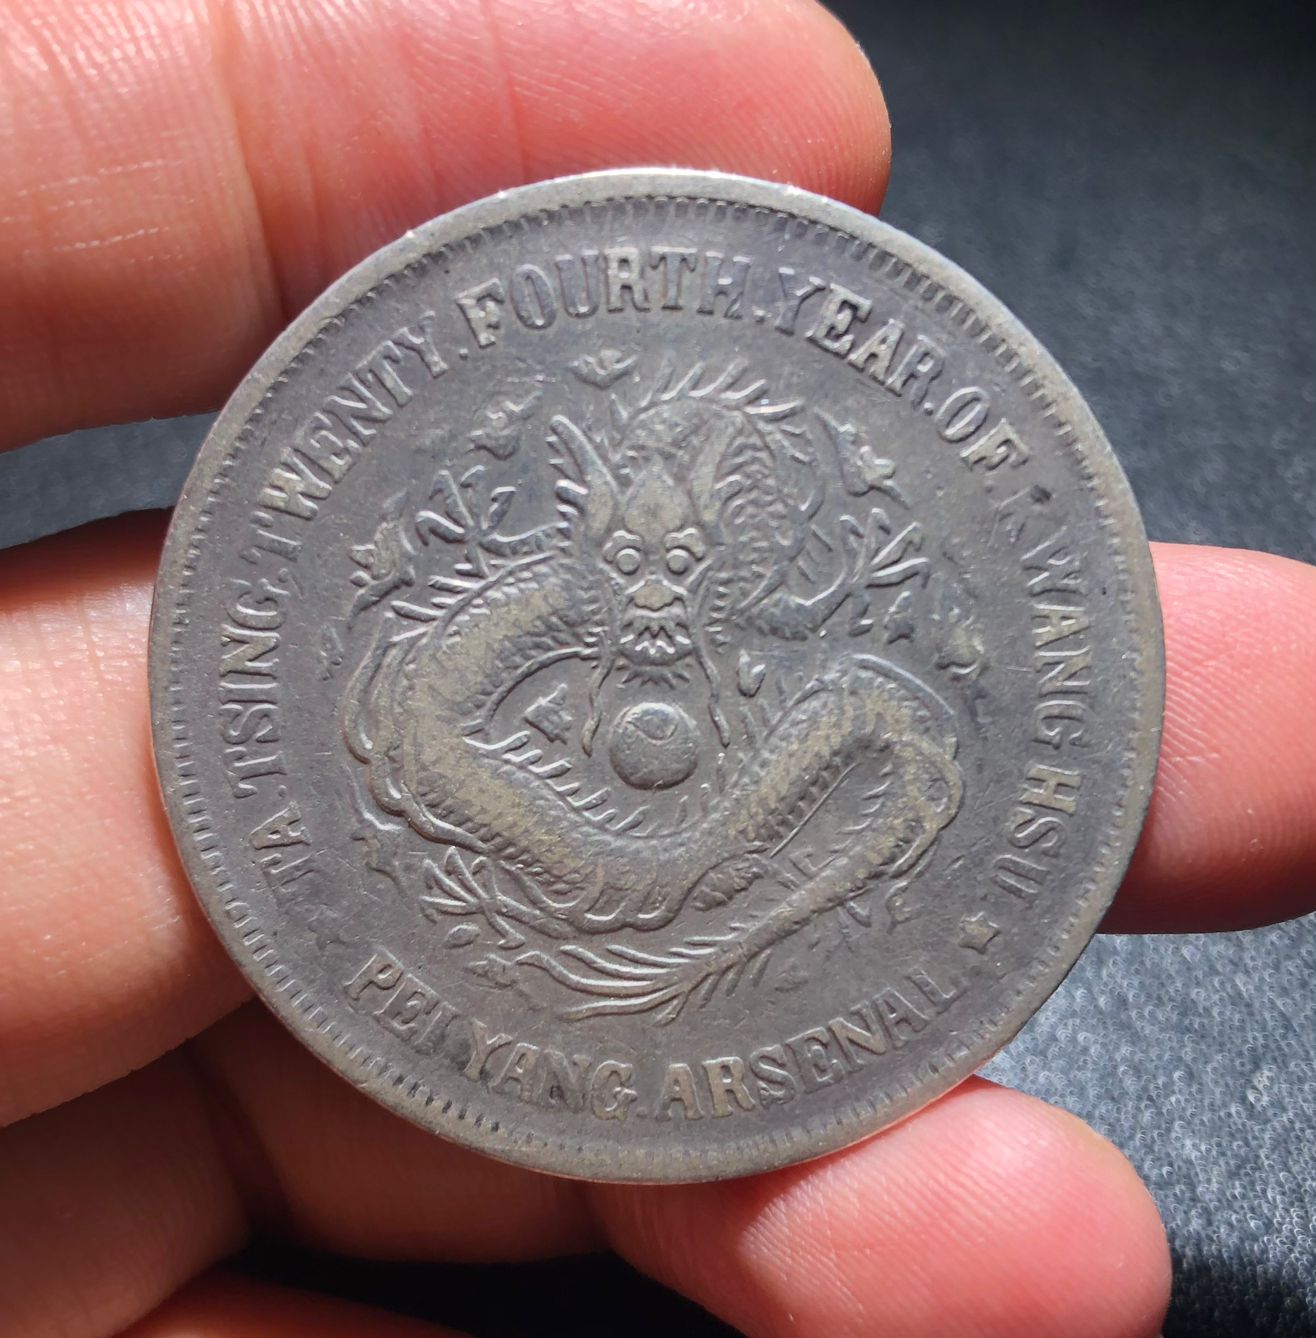 TA.TSING.TWENTY.FOURTH.YEAR.OF.KWANG HSU.
PEI YANG.ARSENAL.